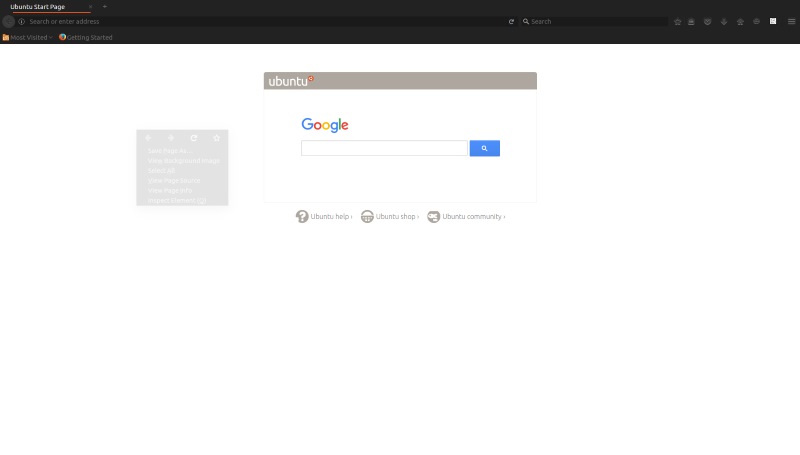 Ubuntu Start Page
Search or enter address
Search
Most Visited
Getting Started
ubuntu
Google
Save Page As...
View Background Image
Select All
View Page Source
View Page Info
Inspect Element (Q)
Ubuntu help ›
Ubuntu shop ›
Ubuntu community ›